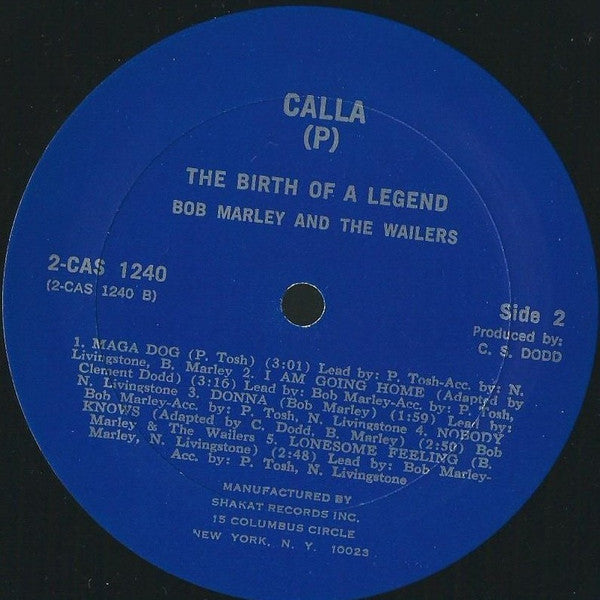 CALLA
(P)
THE BIRTH OF A LEGEND
BOB MARLEY AND THE WAILERS
2-CAS 1240
(2-CAS 1240 B)
Side 2
Produced by:
C. S. DODD
1. MAGA DOG (P. Tosh) (3:01) Lead by: P. Tosh-Acc. by: N.
Livingstone, B. Marley 2. I AM GOING HOME (Adapted by
Clement Dodd) (3:16) Lead by: Bob Marley-Acc. by: P. Tosh,
N. Livingstone 3. DONNA (Bob Marley) (1:59) Lead by:
Bob Marley-Acc. by: P. Tosh, N. Livingstone 4. NOBODY
KNOWS (Adapted by C. Dodd, B. Marley) (2:50) Bob
Marley & The Wailers 5. LONESOME FEELING (B.
Marley, N. Livingstone) (2:48) Lead by: Bob Marley-
Acc. by: P. Tosh, N. Livingstone
MANUFACTURED BY
SHAKAT RECORDS INC.
15 COLUMBUS CIRCLE
NEW YORK, N. Y. 10023